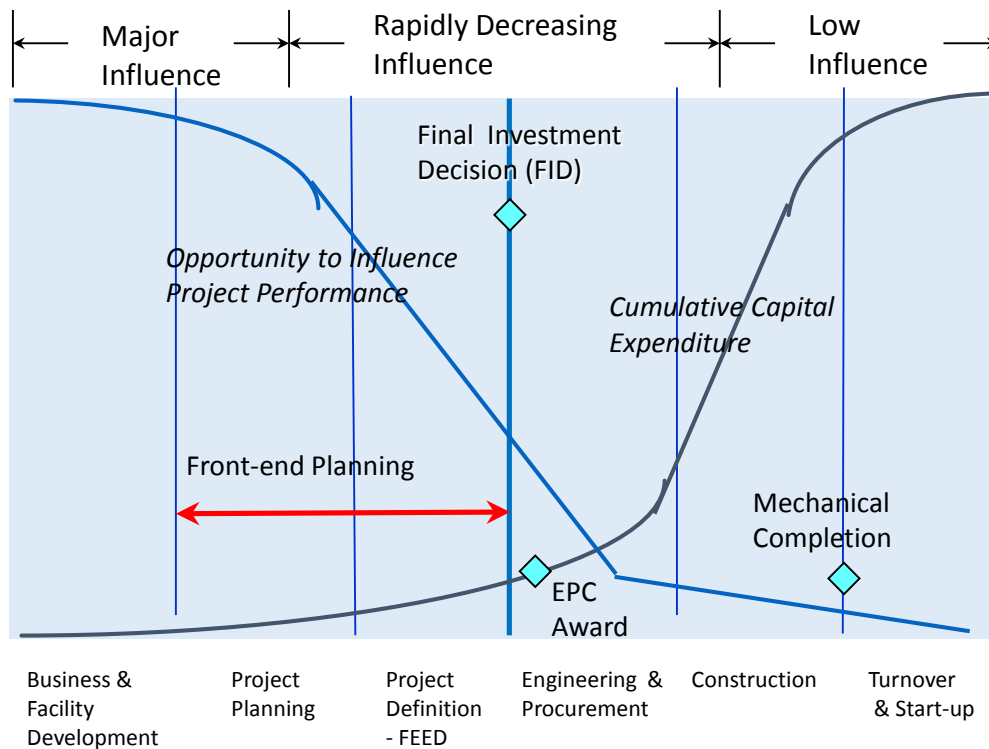 Major
Influence
Rapidly Decreasing
Influence
Low
Influence
Final Investment
Decision (FID)
Opportunity to Influence
Project Performance
Cumulative Capital
Expenditure
Front-end Planning
Mechanical
Completion
EPC
Award
Business &
Facility
Development
Project
Planning
Project
Definition
- FEED
Engineering &
Procurement
Construction
Turnover
& Start-up